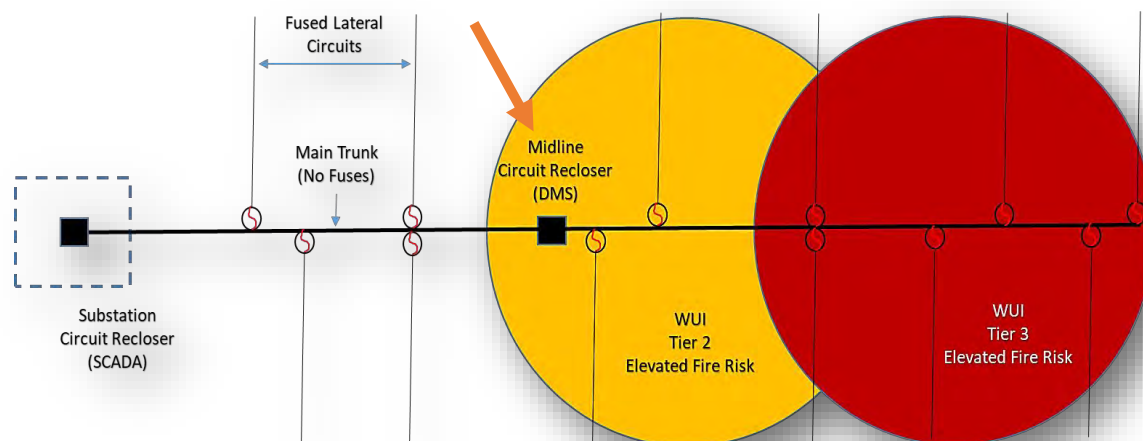 Fused Lateral
Circuits
Main Trunk
(No Fuses)
Midline
Circuit Recloser
(DMS)
Substation
Circuit Recloser
(SCADA)
WUI
Tier 2
Elevated Fire Risk
WUI
Tier 3
Elevated Fire Risk